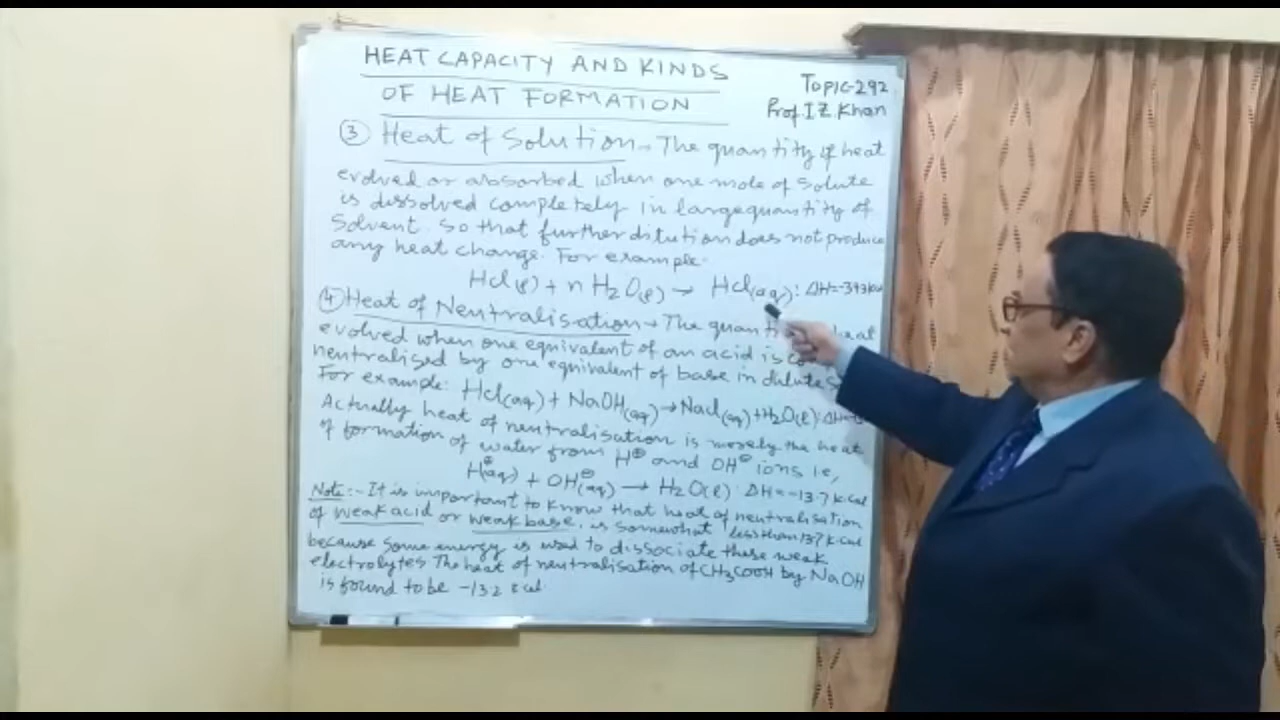 HEAT CAPACITY AND KINDS
OF HEAT FORMATION
TOPIC-292
Prof. I Z. Khan
③ Heat of Solution → The quantity of heat
evolved or absorbed when one mole of solute
is dissolved completely in large quantity of
Solvent. So that further dilution does not produce
any heat change. For example.
Hcl(g) + n H2O(l) → Hcl(aq) : ΔH=-393 kcal
④ Heat of Neutralisation → The heat
evolved when one equivalent of an acid is
neutralised by one equivalent of base in dilute
For example: Hcl(aq) + NaOH(aq) → Nacl(aq) + H2O(l) : ΔH=
Actually heat of neutralisation is merely the heat
of formation of water from H⊕ and OH⊖ ions ie,
H⊕(aq) + OH⊖(aq) → H2O(l) ΔH = -13.7 k.Cal
Note:- It is important to know that heat of neutralisation
of weak acid or weak base, is somewhat less than 137 k.cal
because some energy is used to dissociate these weak
electrolytes The heat of neutralisation of CH3COOH by NaOH
is found to be -13.2